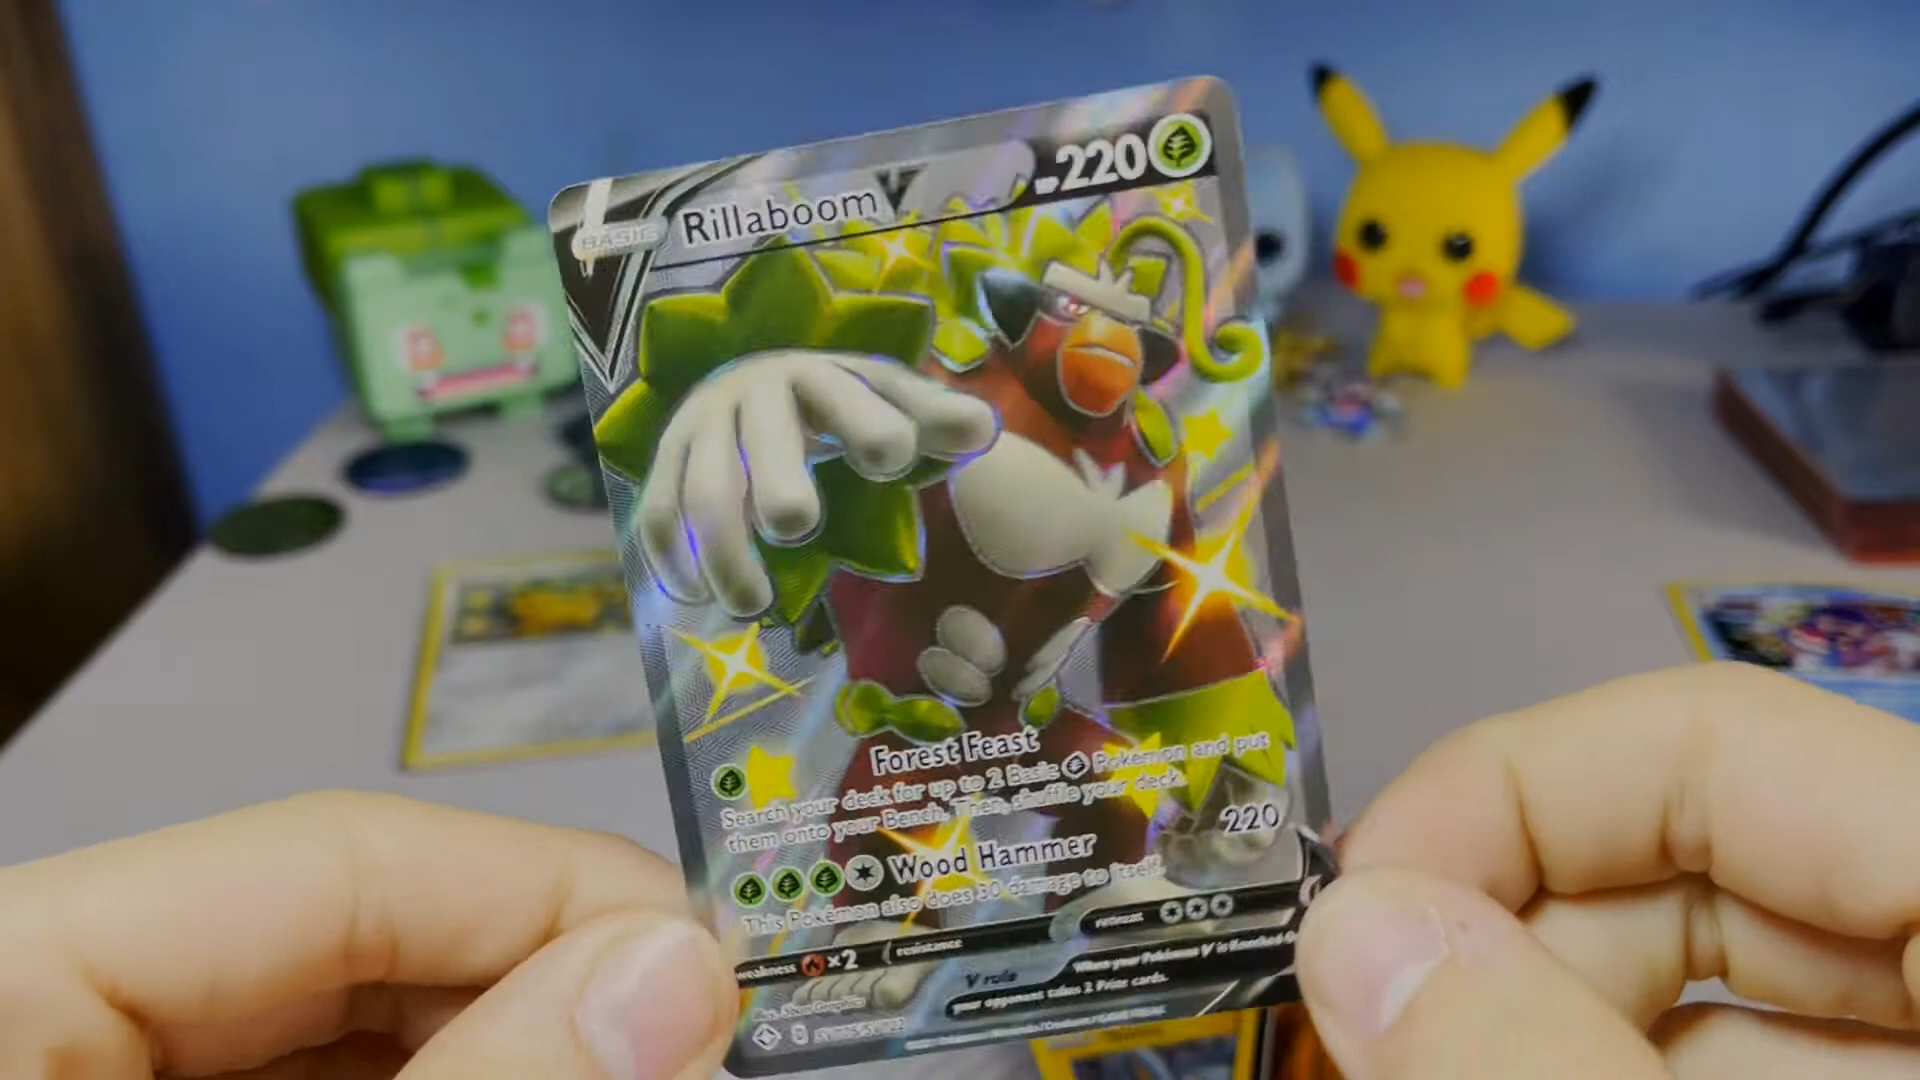 BASIC
Rillaboom V
HP 220
Forest Feast
Search your deck for up to 2 Basic Pokémon and put
them onto your Bench. Then, shuffle your deck.
Wood Hammer 220
This Pokémon also does 30 damage to itself.
weakness ×2 resistance retreat
V rule When your Pokémon V is Knocked
your opponent takes 2 Prize cards.